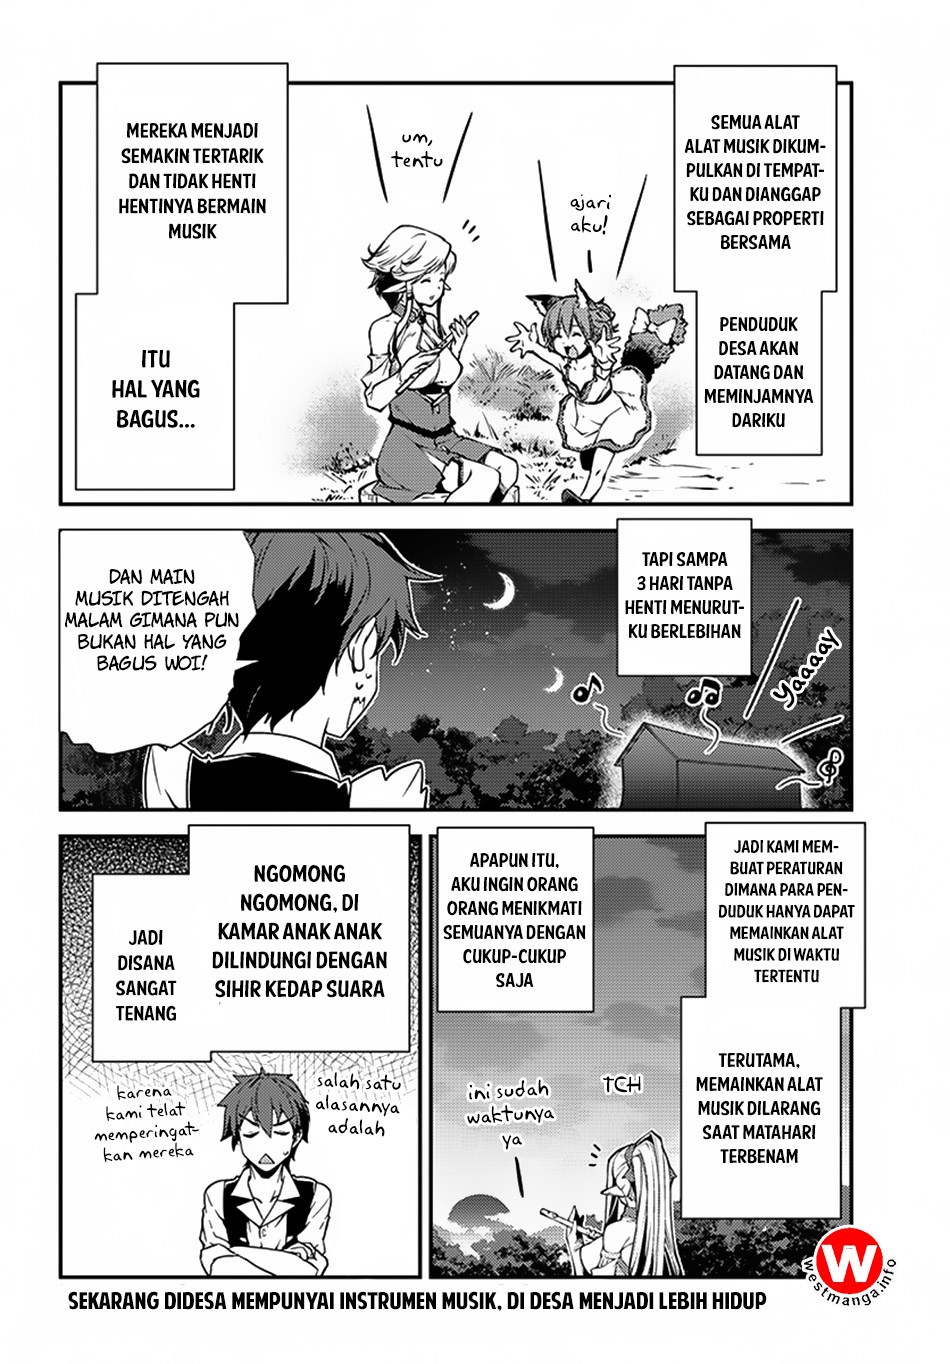 SEMUA ALAT
ALAT MUSIK DIKUM-
PULKAN DI TEMPAT-
KU DAN DIANGGAP
SEBAGAI PROPERTI
BERSAMA
PENDUDUK
DESA AKAN
DATANG DAN
MEMINJAMNYA
DARIKU
ajari
aku!
um,
tentu
MEREKA MENJADI
SEMAKIN TERTARIK
DAN TIDAK HENTI
HENTINYA BERMAIN
MUSIK
ITU
HAL YANG
BAGUS...
TAPI SAMPA
3 HARI TANPA
HENTI MENURUT-
KU BERLEBIHAN
Yaaaay
DAN MAIN
MUSIK DITENGAH
MALAM GIMANA PUN
BUKAN HAL YANG
BAGUS WOI!
JADI KAMI MEM-
BUAT PERATURAN
DIMANA PARA PEN-
DUDUK HANYA DAPAT
MEMAINKAN ALAT
MUSIK DI WAKTU
TERTENTU
TERUTAMA,
MEMAINKAN ALAT
MUSIK DILARANG
SAAT MATAHARI
TERBENAM
APAPUN ITU,
AKU INGIN ORANG
ORANG MENIKMATI
SEMUANYA DENGAN
CUKUP-CUKUP
SAJA
TCH
ini sudah
waktunya
ya
NGOMONG
NGOMONG, DI
KAMAR ANAK ANAK
DILINDUNGI DENGAN
SIHIR KEDAP SUARA
JADI
DISANA
SANGAT
TENANG
salah satu
alasannya
adalah
karena
kami telat
memperingat-
kan mereka
SEKARANG DIDESA MEMPUNYAI INSTRUMEN MUSIK, DI DESA MENJADI LEBIH HIDUP
W
westmanga.info